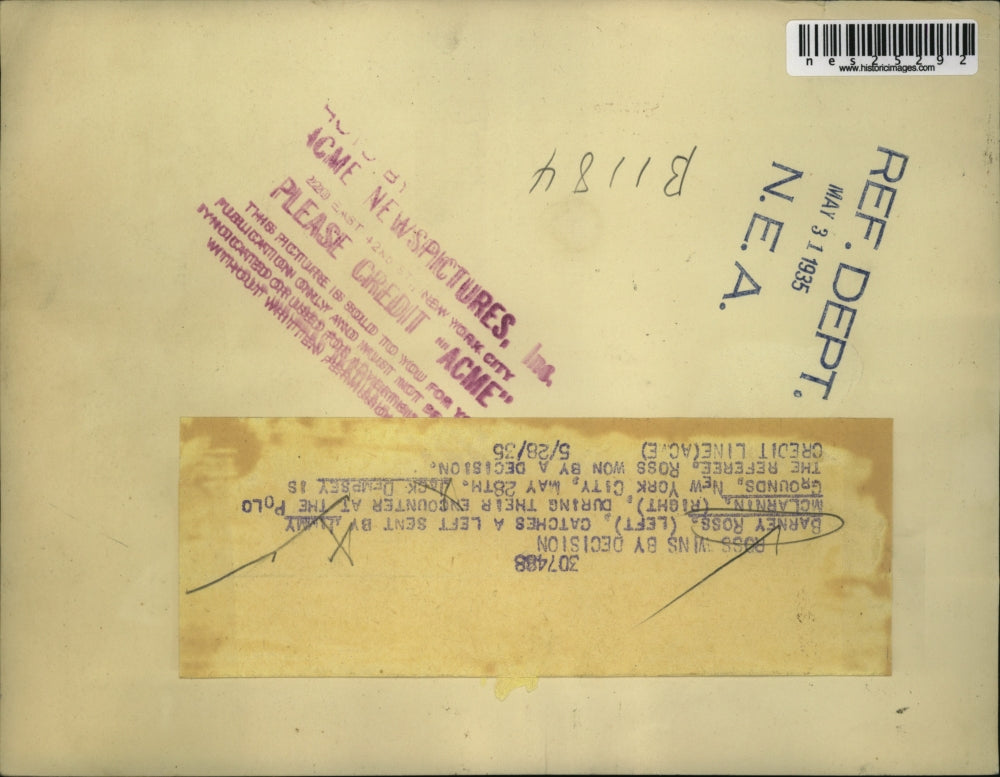 nes25292
www.historicimages.com
REF. DEPT.
MAY 31 1935
N. E. A.
B1184
ACME NEWSPICTURES, Inc.
220 EAST 42ND ST., NEW YORK CITY
PLEASE CREDIT "ACME"
THIS PICTURE IS SOLD TO YOU FOR
PUBLICATION ONLY AND MUST NOT BE
SYNDICATED OR USED FOR
WITHOUT WRITTEN
307488
ROSS WINS BY DECISION
BARNEY ROSS, (LEFT), CATCHES A LEFT SENT BY
MCLARNIN, (RIGHT), DURING THEIR ENCOUNTER AT THE POLO
GROUNDS, NEW YORK CITY, MAY 28TH. JACK DEMPSEY IS
THE REFEREE. ROSS WON BY A DECISION.
CREDIT LINE(ACME) 5/28/35